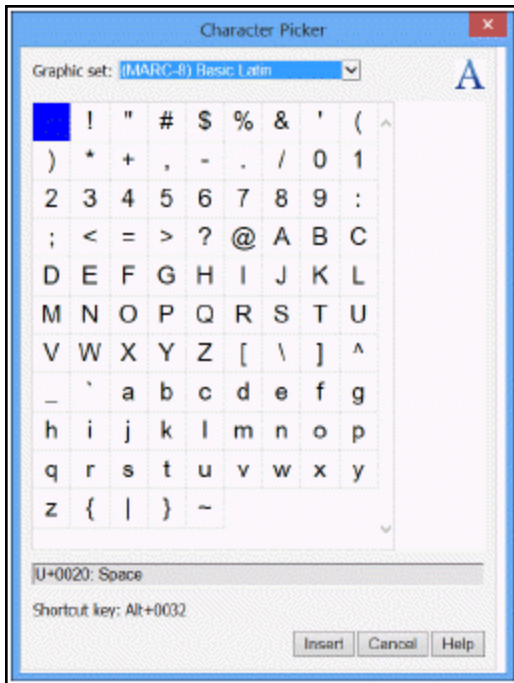 Character Picker
Graphic set: (MARC-8) Basic Latin
A
! " # $ % & ' (
) * + , - . / 0 1
2 3 4 5 6 7 8 9 :
; < = > ? @ A B C
D E F G H I J K L
M N O P Q R S T U
V W X Y Z [ \ ] ^
_ ` a b c d e f g
h i j k l m n o p
q r s t u v w x y
z { | } ~
U+0020: Space
Shortcut key: Alt+0032
Insert Cancel Help